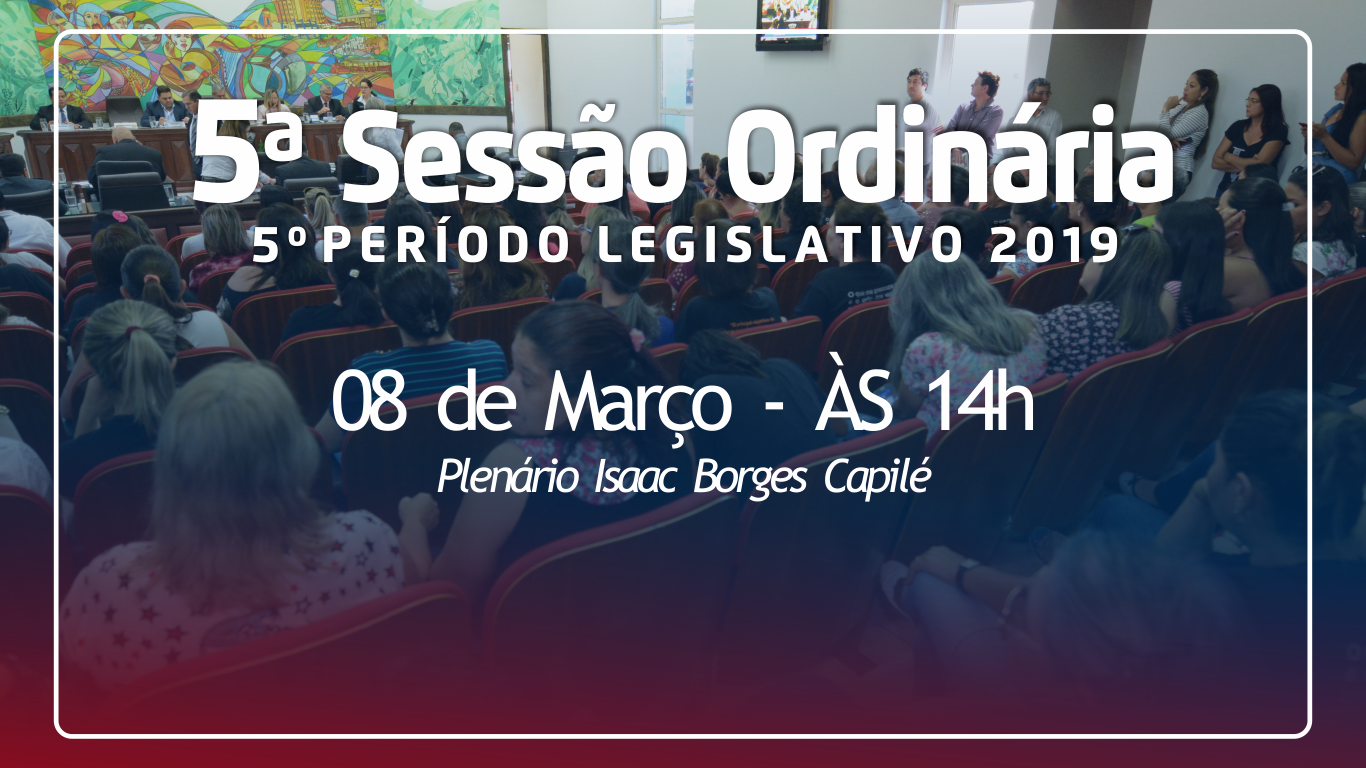 5ª Sessão Ordinária
5º PERÍODO LEGISLATIVO 2019
08 de Março - ÀS 14h
Plenário Isaac Borges Capilé